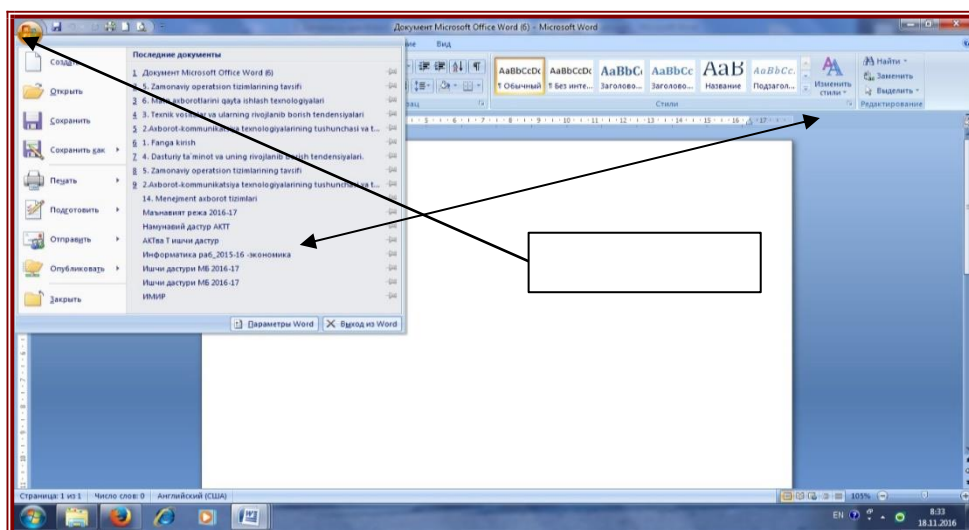 Документ Microsoft Office Word (6) - Microsoft Word
Вид
AaBbCcDc AaBbCcDc AaBbC AaBbCc АаВ AaBbCc.
¶ Обычный ¶ Без инте... Заголово... Заголово... Название Подзагол...
Изменить стили
Найти
Заменить
Выделить
Стили
Редактирование
Создать
Открыть
Сохранить
Сохранить как
Печать
Подготовить
Отправить
Опубликовать
Закрыть
Последние документы
1 Документ Microsoft Office Word (6)
2 5. Zamonaviy operatsion tizimlarining tavsifi
3 6. Matn axborotlarini qayta ishlash texnologiyalari
4 3. Texnik vositalar va ularning rivojlanib borish tendensiyalari
5 2.Asborot-kommunikatsiya texnologiyalarining tushunchasi va t...
6 1. Fanga kirish
7 4. Dasturiy ta'minot va uning rivojlanib borish tendensiyalari.
8 5. Zamonaviy operatsion tizimlarining tavsifi
9 2.Asborot-kommunikatsiya texnologiyalarining tushunchasi va t...
14. Menejment axborot tizimlari
Маънавият режа 2016-17
Намунавий дастур АКТТ
АКТва Т ишчи дастур
Информатика раб_2015-16 -экономика
Ишчи дастури МБ 2016-17
Ишчи дастури МБ 2016-17
ИМИР
Параметры Word
Выход из Word
Страница: 1 из 1 Число слов: 0 Английский (США)
105%
EN
8:33
18.11.2016